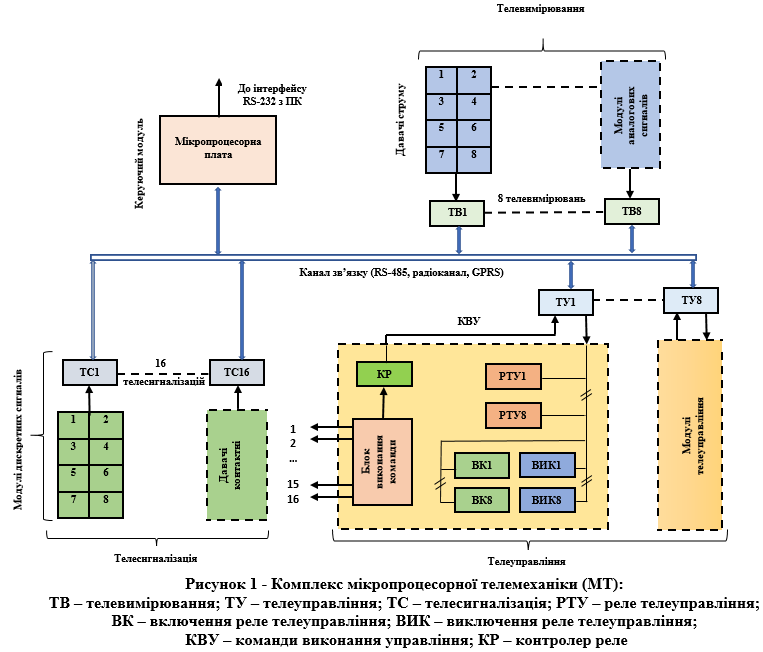 Телевимірювання
До інтерфейсу
RS-232 з ПК
Керуючий модуль
Мікропроцесорна
плата
Давачі струму
1 2
3 4
5 6
7 8
Модулі
аналогових
сигналів
ТВ1
8 телевимірювань
ТВ8
Канал зв’язку (RS-485, радіоканал, GPRS)
ТУ1
ТУ8
КВУ
Модулі дискретних сигналів
ТС1
16
телеснгналізацій
ТС16
1 2
3 4
5 6
7 8
Давачі
контактні
КР
Блок
виконання
команди
1
2
...
15
16
РТУ1
РТУ8
ВК1
ВИК1
ВК8
ВИК8
Модулі
телеуправління
Телеснгналізація
Телеуправління
Рисунок 1 - Комплекс мікропроцесорної телемеханіки (МТ):
ТВ – телевимірювання; ТУ – телеуправління; ТС – телесигналізація; РТУ – реле телеуправління;
ВК – включення реле телеуправління; ВИК – виключення реле телеуправління;
КВУ – команди виконання управління; КР – контролер реле